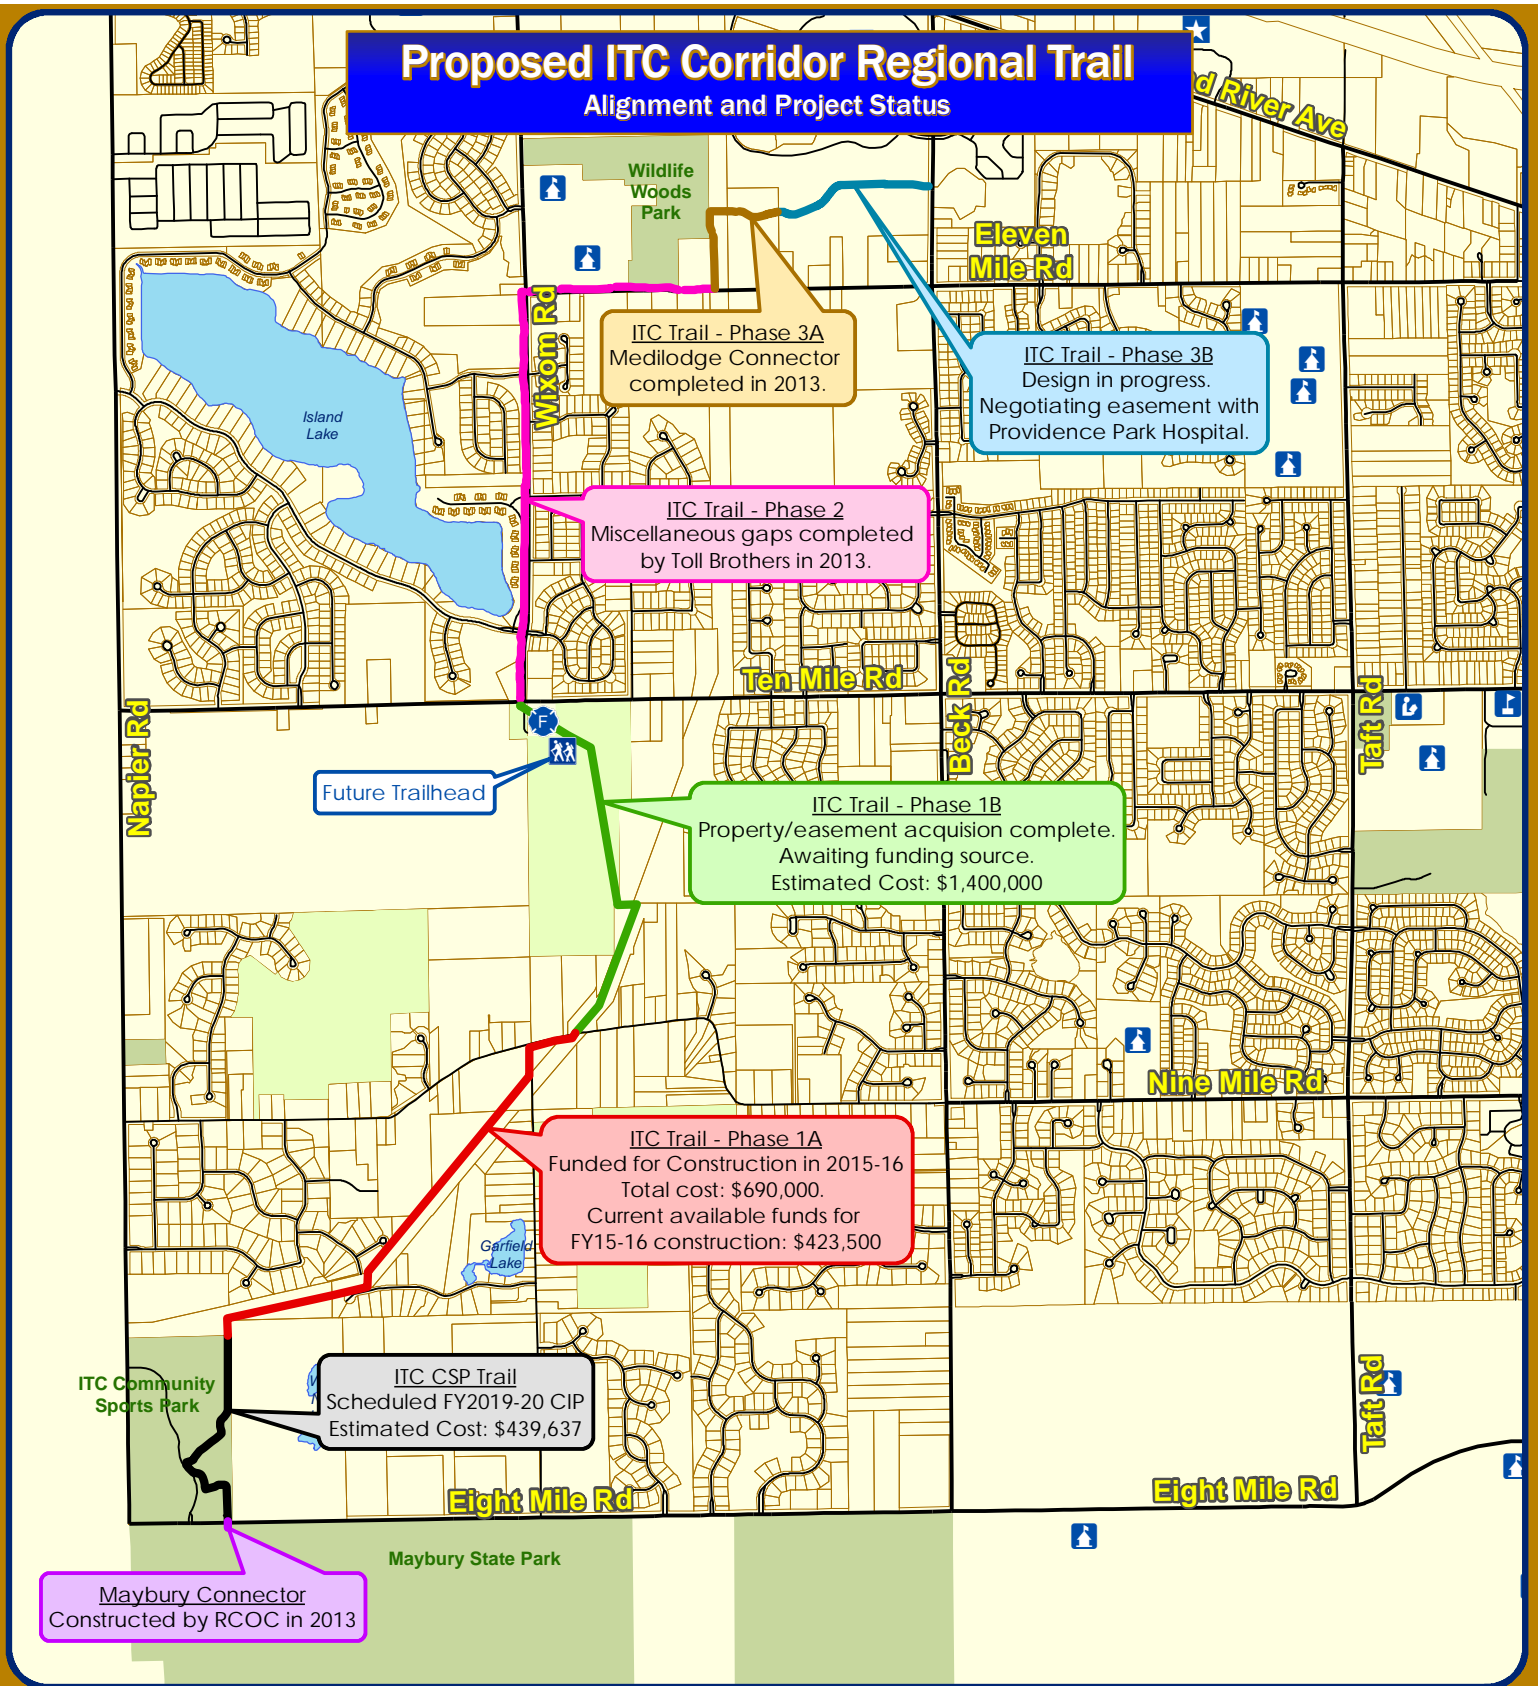 Proposed ITC Corridor Regional Trail
Alignment and Project Status
d River Ave
Wildlife
Woods
Park
Eleven
Mile Rd
Wixom Rd
ITC Trail - Phase 3A
Medilodge Connector
completed in 2013.
ITC Trail - Phase 3B
Design in progress.
Negotiating easement with
Providence Park Hospital.
Island
Lake
ITC Trail - Phase 2
Miscellaneous gaps completed
by Toll Brothers in 2013.
Ten Mile Rd
Beck Rd
Taft Rd
Napier Rd
F
Future Trailhead
ITC Trail - Phase 1B
Property/easement acquision complete.
Awaiting funding source.
Estimated Cost: $1,400,000
Nine Mile Rd
ITC Trail - Phase 1A
Funded for Construction in 2015-16
Total cost: $690,000.
Current available funds for
FY15-16 construction: $423,500
Garfield
Lake
ITC Community
Sports Park
ITC CSP Trail
Scheduled FY2019-20 CIP
Estimated Cost: $439,637
Taft Rd
Eight Mile Rd
Eight Mile Rd
Maybury State Park
Maybury Connector
Constructed by RCOC in 2013